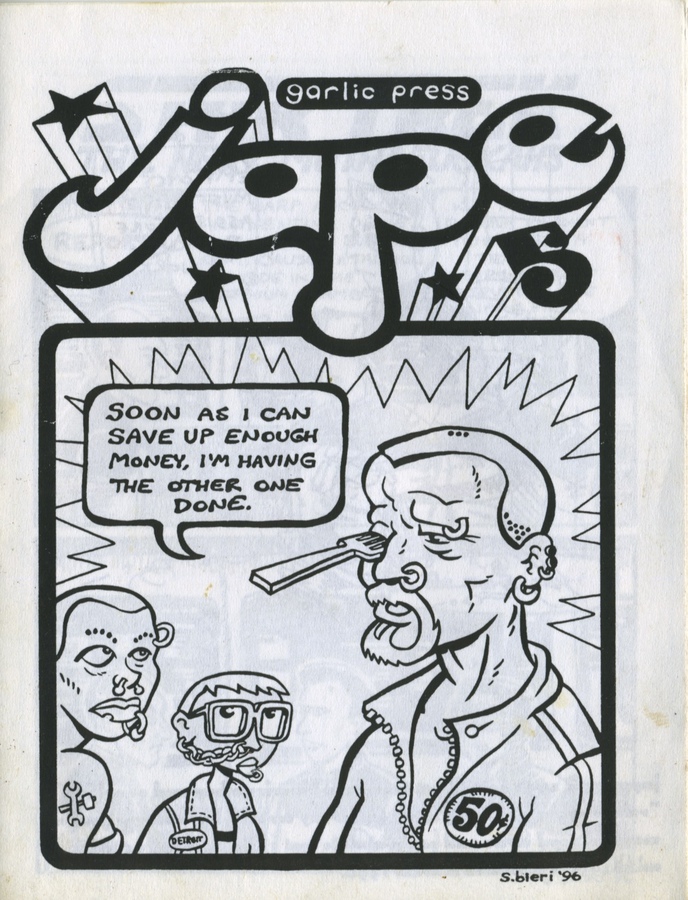 garlic press
jape
5
SOON AS I CAN
SAVE UP ENOUGH
MONEY, I'M HAVING
THE OTHER ONE
DONE.
DETROIT
50¢
S.bieri '96